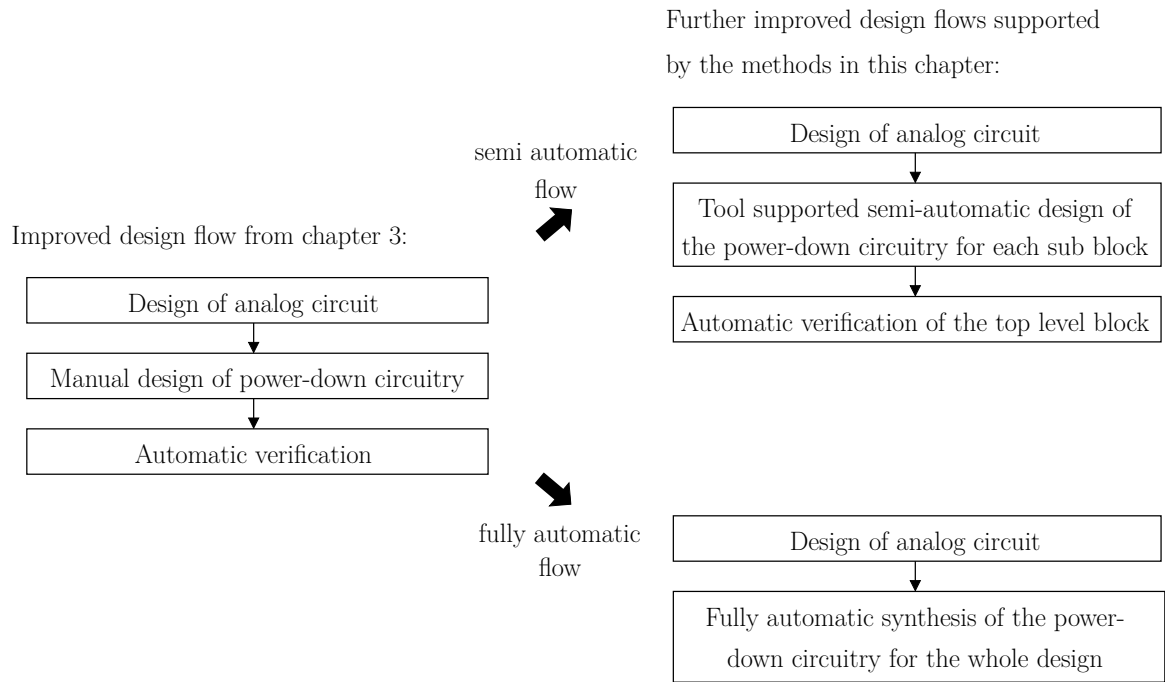 Improved design flow from chapter 3:
Design of analog circuit
Manual design of power-down circuitry
Automatic verification
semi automatic
flow
fully automatic
flow
Further improved design flows supported
by the methods in this chapter:
Design of analog circuit
Tool supported semi-automatic design of
the power-down circuitry for each sub block
Automatic verification of the top level block
Design of analog circuit
Fully automatic synthesis of the power-
down circuitry for the whole design